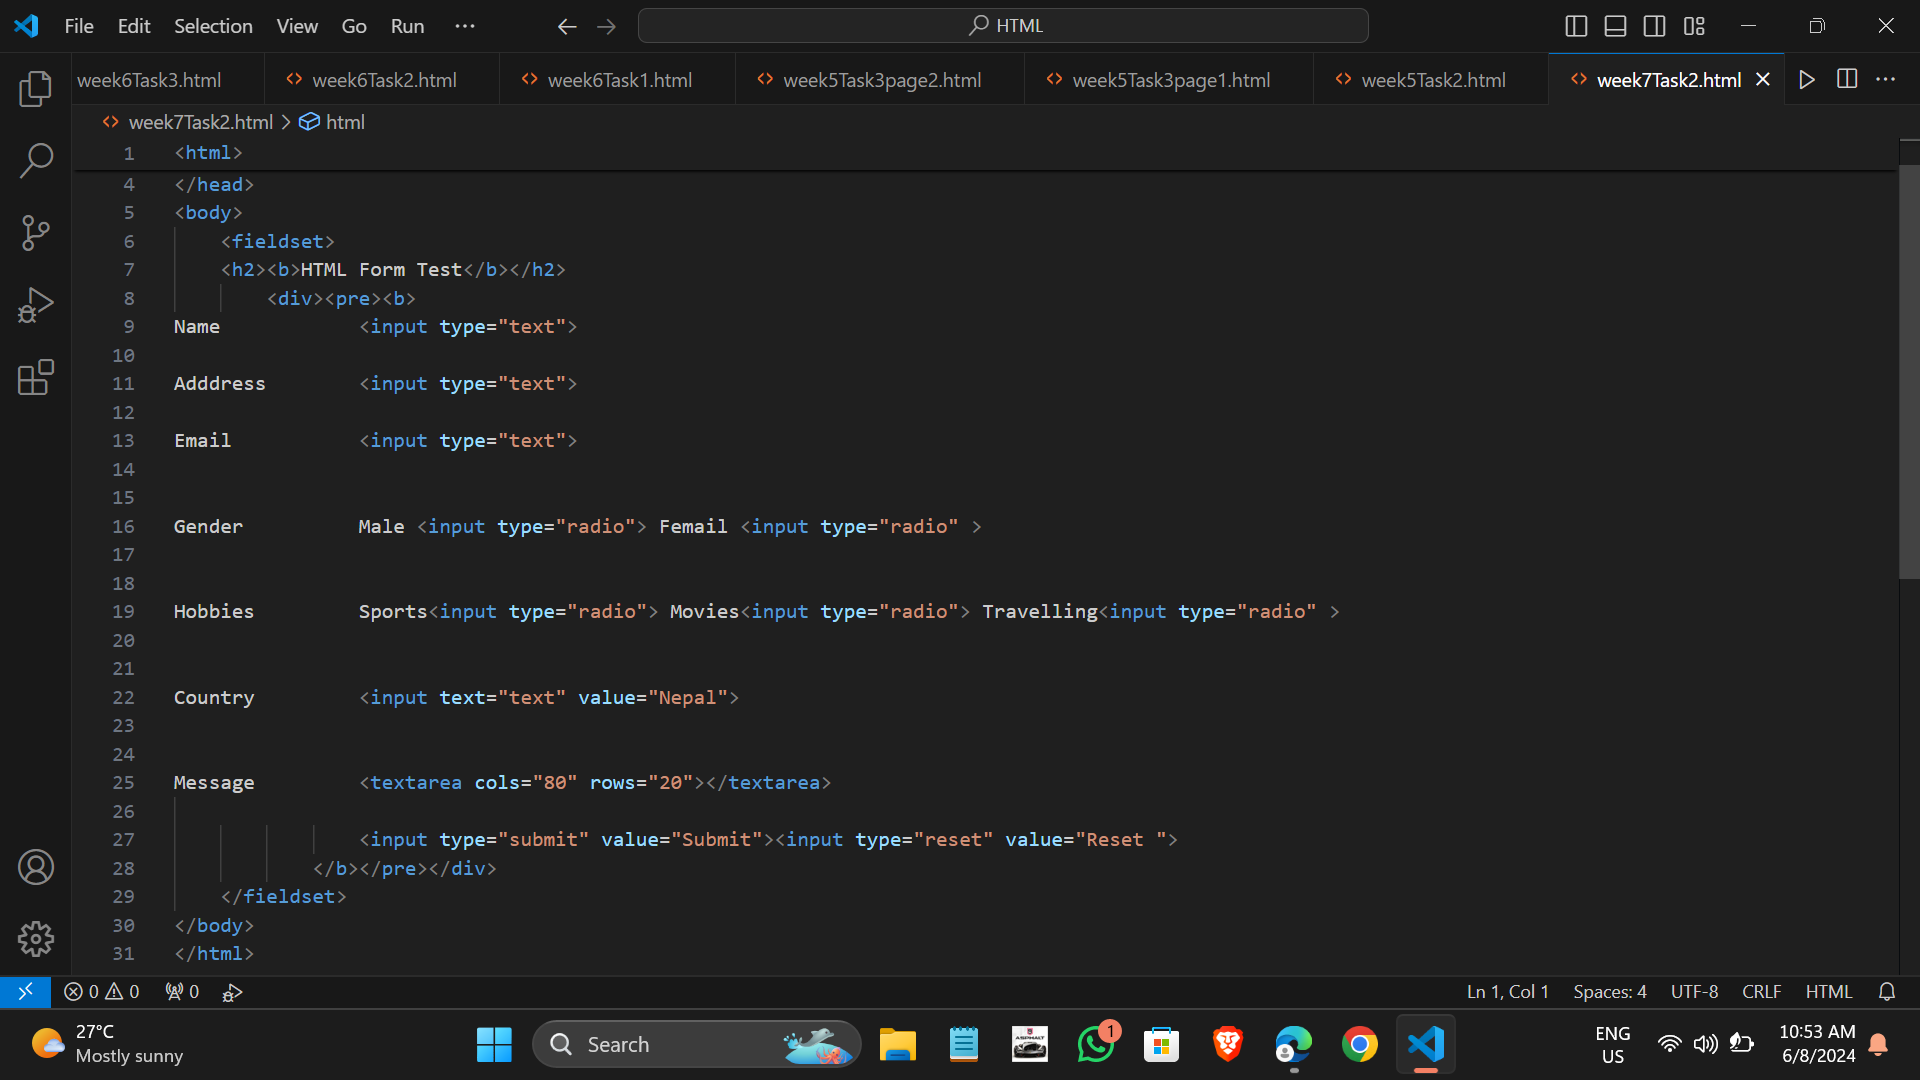 File Edit Selection View Go Run ··· HTML
week6Task3.html week6Task2.html week6Task1.html week5Task3page2.html week5Task3page1.html week5Task2.html week7Task2.html
week7Task2.html > html
1 <html>
4 </head>
5 <body>
6 <fieldset>
7 <h2><b>HTML Form Test</b></h2>
8 <div><pre><b>
9 Name <input type="text">
10
11 Adddress <input type="text">
12
13 Email <input type="text">
14
15
16 Gender Male <input type="radio"> Femail <input type="radio" >
17
18
19 Hobbies Sports<input type="radio"> Movies<input type="radio"> Travelling<input type="radio" >
20
21
22 Country <input text="text" value="Nepal">
23
24
25 Message <textarea cols="80" rows="20"></textarea>
26
27 <input type="submit" value="Submit"><input type="reset" value="Reset ">
28 </b></pre></div>
29 </fieldset>
30 </body>
31 </html>
0 0 0 Ln 1, Col 1 Spaces: 4 UTF-8 CRLF HTML
27°C
Mostly sunny
Search
ASPHALT
1
ENG
US
10:53 AM
6/8/2024